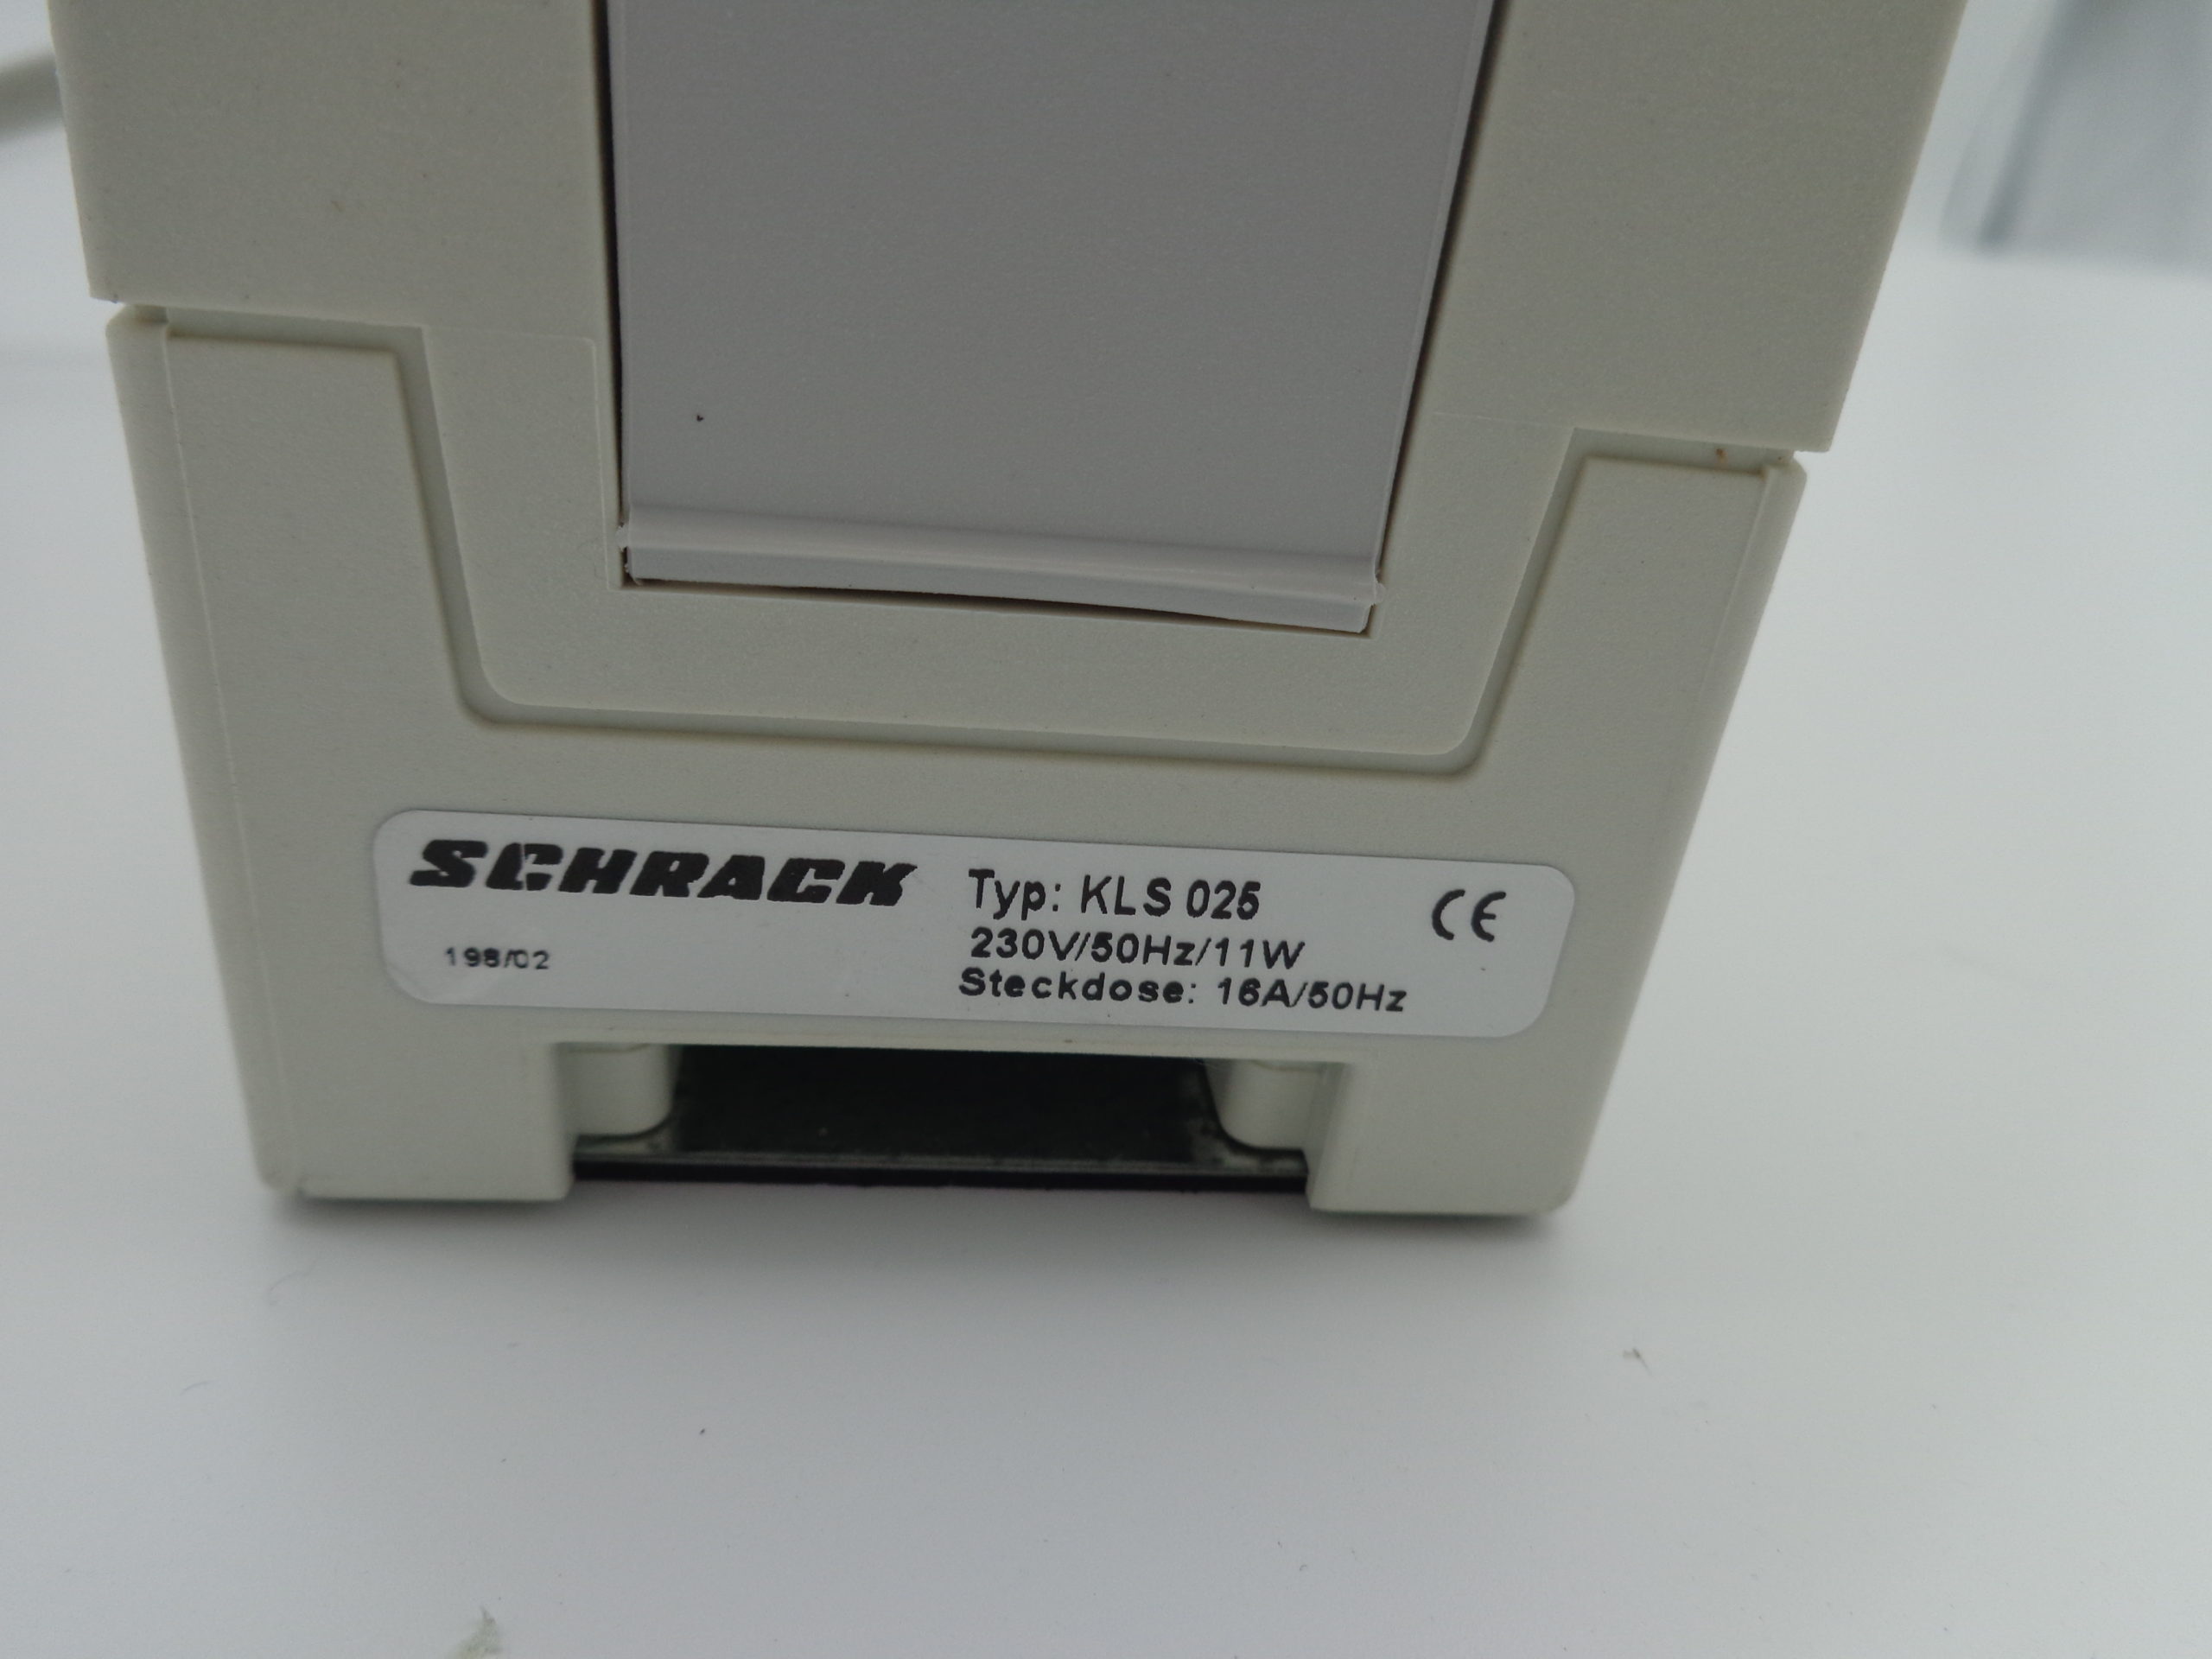 SCHRACK
198/02
Typ: KLS 025
230V/50Hz/11W
Steckdose: 16A/50Hz
CE